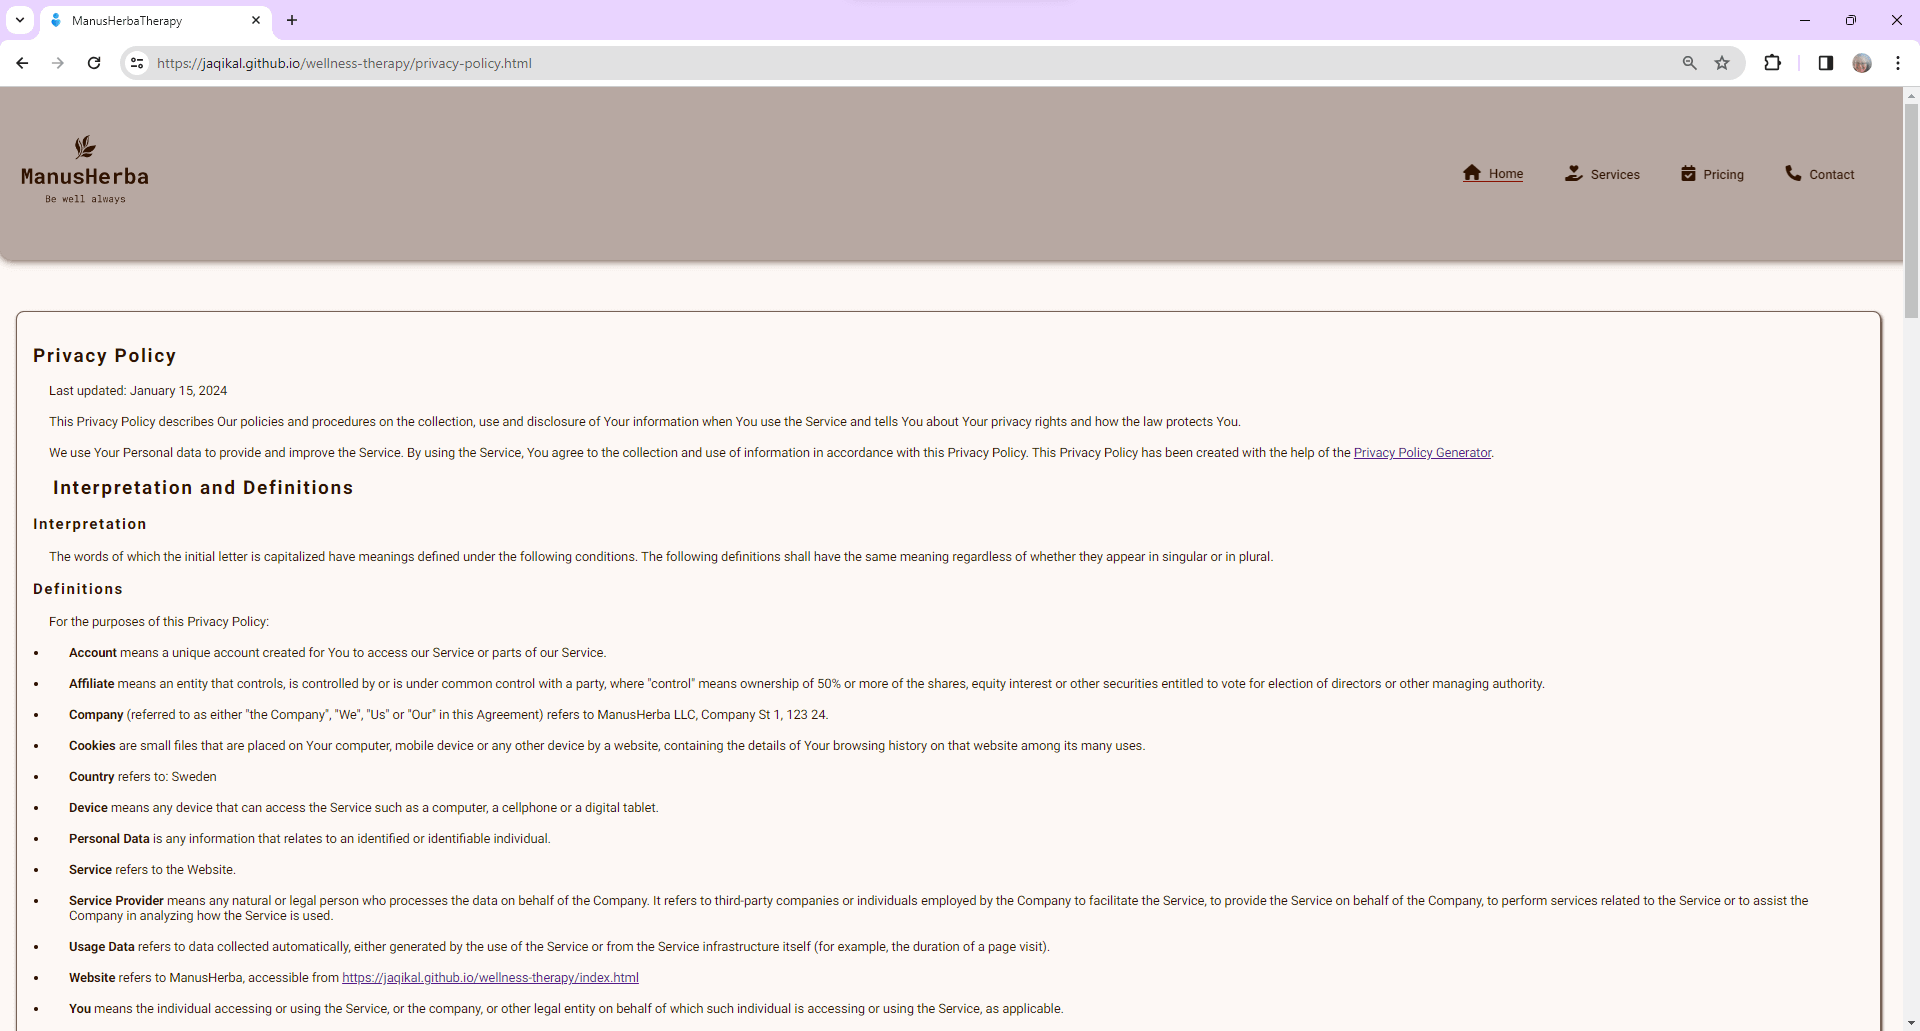 ManusHerbaTherapy
https://jaqikal.github.io/wellness-therapy/privacy-policy.html
ManusHerba
Be well always
Home
Services
Pricing
Contact
Privacy Policy
Last updated: January 15, 2024
This Privacy Policy describes Our policies and procedures on the collection, use and disclosure of Your information when You use the Service and tells You about Your privacy rights and how the law protects You.
We use Your Personal data to provide and improve the Service. By using the Service, You agree to the collection and use of information in accordance with this Privacy Policy. This Privacy Policy has been created with the help of the Privacy Policy Generator.
Interpretation and Definitions
Interpretation
The words of which the initial letter is capitalized have meanings defined under the following conditions. The following definitions shall have the same meaning regardless of whether they appear in singular or in plural.
Definitions
For the purposes of this Privacy Policy:
• Account means a unique account created for You to access our Service or parts of our Service.
• Affiliate means an entity that controls, is controlled by or is under common control with a party, where "control" means ownership of 50% or more of the shares, equity interest or other securities entitled to vote for election of directors or other managing authority.
• Company (referred to as either "the Company", "We", "Us" or "Our" in this Agreement) refers to ManusHerba LLC, Company St 1, 123 24.
• Cookies are small files that are placed on Your computer, mobile device or any other device by a website, containing the details of Your browsing history on that website among its many uses.
• Country refers to: Sweden
• Device means any device that can access the Service such as a computer, a cellphone or a digital tablet.
• Personal Data is any information that relates to an identified or identifiable individual.
• Service refers to the Website.
• Service Provider means any natural or legal person who processes the data on behalf of the Company. It refers to third-party companies or individuals employed by the Company to facilitate the Service, to provide the Service on behalf of the Company, to perform services related to the Service or to assist the
Company in analyzing how the Service is used.
• Usage Data refers to data collected automatically, either generated by the use of the Service or from the Service infrastructure itself (for example, the duration of a page visit).
• Website refers to ManusHerba, accessible from https://jaqikal.github.io/wellness-therapy/index.html
• You means the individual accessing or using the Service, or the company, or other legal entity on behalf of which such individual is accessing or using the Service, as applicable.